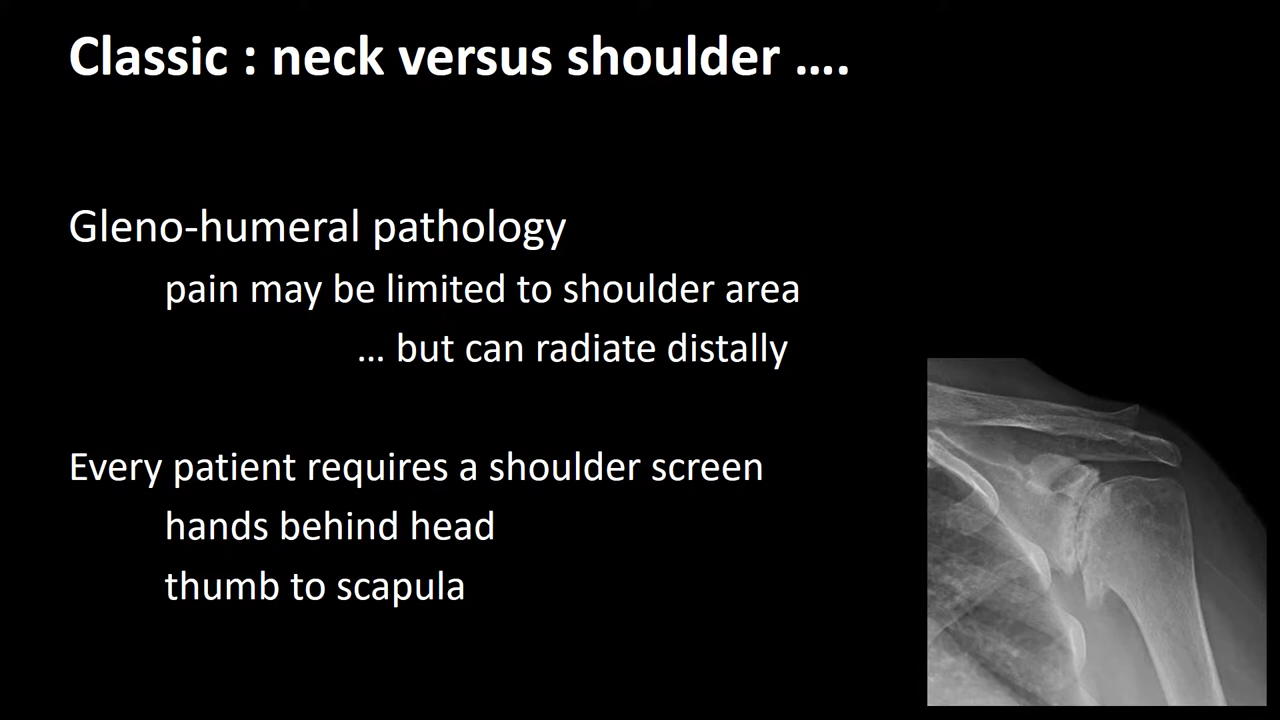 Classic : neck versus shoulder ....
Gleno-humeral pathology
pain may be limited to shoulder area
... but can radiate distally
Every patient requires a shoulder screen
hands behind head
thumb to scapula